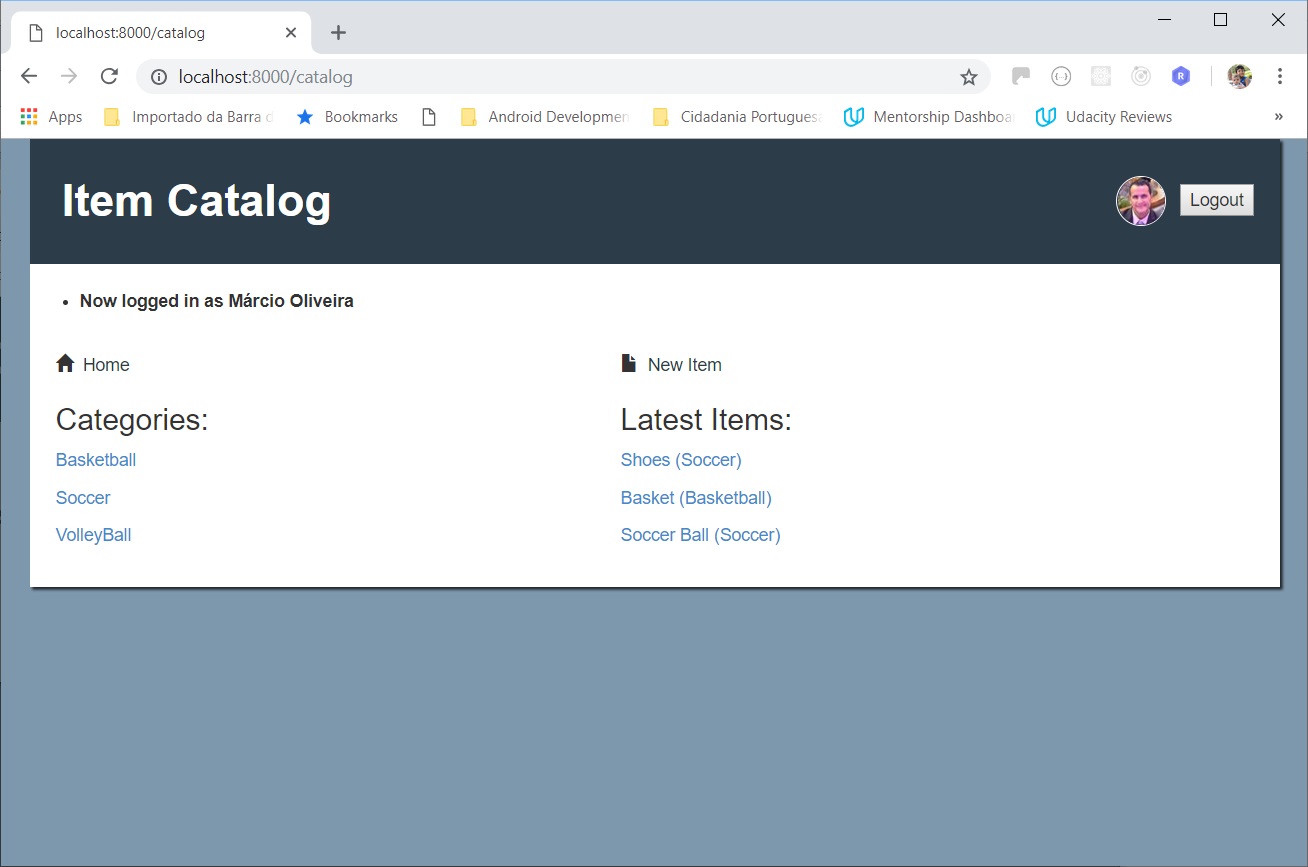 localhost:8000/catalog
localhost:8000/catalog
Apps Importado da Barra d Bookmarks Android Developmen Cidadania Portugues Mentorship Dashboa Udacity Reviews »
Item Catalog
Logout
Now logged in as Márcio Oliveira
Home
New Item
Categories:
Basketball
Soccer
VolleyBall
Latest Items:
Shoes (Soccer)
Basket (Basketball)
Soccer Ball (Soccer)